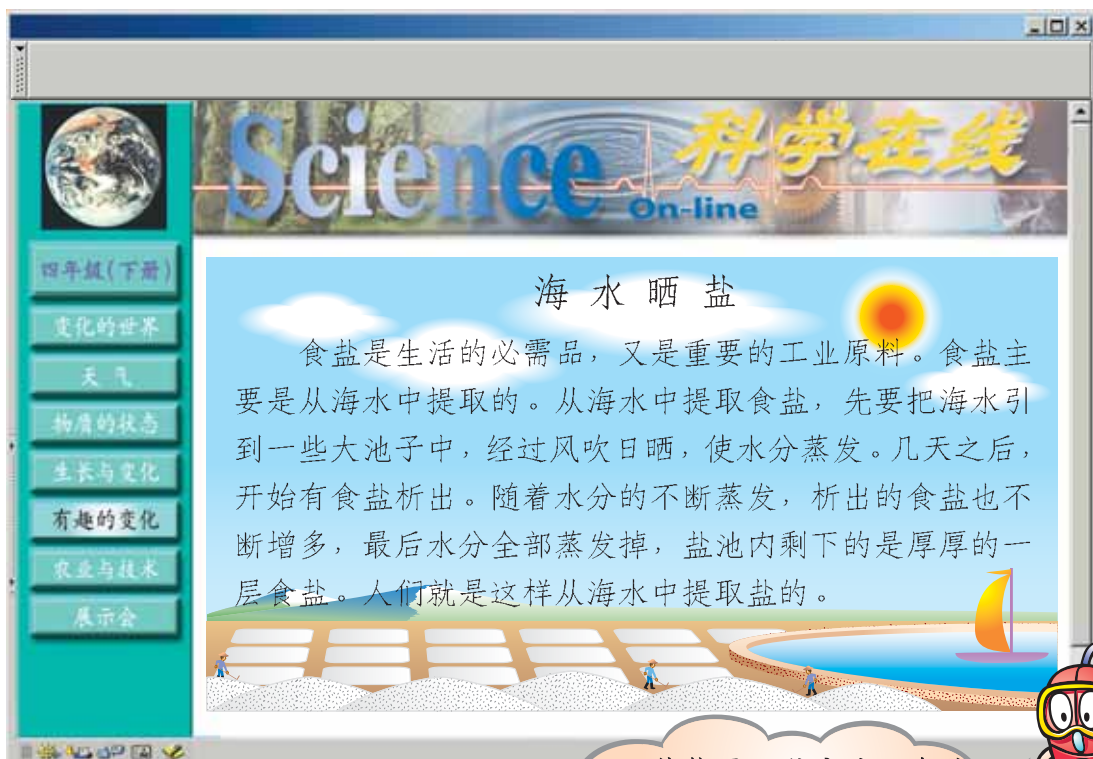 Science 科学在线
On-line
四年级(下册)
变化的世界
天气
物质的状态
生长与变化
有趣的变化
农业与技术
展示会
海水晒盐
食盐是生活的必需品，又是重要的工业原料。食盐主
要是从海水中提取的。从海水中提取食盐，先要把海水引
到一些大池子中，经过风吹日晒，使水分蒸发。几天之后，
开始有食盐析出。随着水分的不断蒸发，析出的食盐也不
断增多，最后水分全部蒸发掉，盐池内剩下的是厚厚的一
层食盐。人们就是这样从海水中提取盐的。